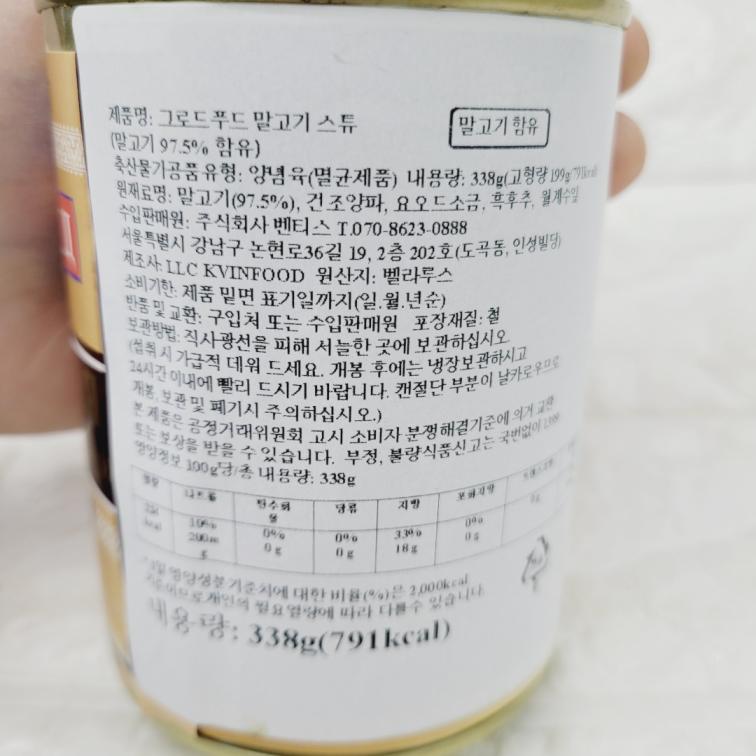 제품명: 그로드푸드 말고기 스튜
말고기 함유
(말고기 97.5% 함유)
축산물가공품유형: 양념육(멸균제품) 내용량: 338g(고형량 199g/791kcal)
원재료명: 말고기(97.5%), 건조양파, 요오드소금, 흑후추, 월계수잎
수입판매원: 주식회사 벤티스 T.070-8623-0888
서울특별시 강남구 논현로36길 19, 2층 202호(도곡동, 인성빌딩)
제조사: LLC KVINFOOD 원산지: 벨라루스
소비기한: 제품 밑면 표기일까지(일.월.년순)
반품 및 교환: 구입처 또는 수입판매원 포장재질: 철
보관방법: 직사광선을 피해 서늘한 곳에 보관하십시오
(섭취 시 가급적 데워 드세요. 개봉 후에는 냉장보관하시고
24시간 이내에 빨리 드시기 바랍니다. 캔절단 부분이 날카로우므로
개봉, 보관 및 폐기시 주의하십시오.)
본 제품은 공정거래위원회 고시 소비자 분쟁해결기준에 의거 교환
또는 보상을 받을 수 있습니다. 부정, 불량식품신고는 국번없이 1399
영양정보 100g당/총 내용량: 338g
열량 나트륨 탄수화물 당류 지방 포화지방 트랜스지방
kcal 10% 0% 0% 33% 0% 0g
200m g 0g 0g 18g 0g
1일 영양성분 기준치에 대한 비율(%)은 2,000kcal
기준이므로 개인의 필요 열량에 따라 다를수 있습니다.
내용량: 338g(791kcal)